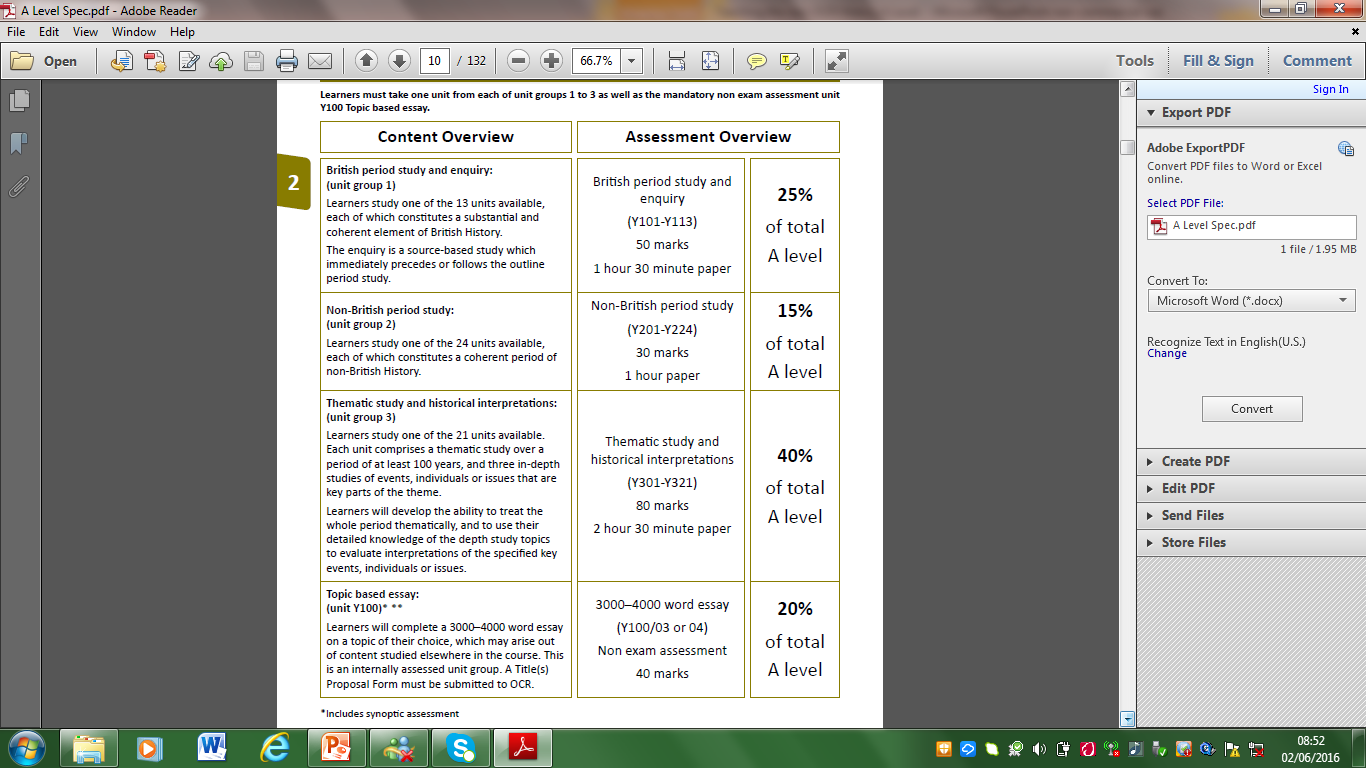 A Level Spec.pdf - Adobe Reader
File Edit View Window Help
Open
10 / 132
66.7%
Tools Fill & Sign Comment
Learners must take one unit from each of unit groups 1 to 3 as well as the mandatory non exam assessment unit
Y100 Topic based essay.
Content Overview
Assessment Overview
2
British period study and enquiry:
(unit group 1)
Learners study one of the 13 units available,
each of which constitutes a substantial and
coherent element of British History.
The enquiry is a source-based study which
immediately precedes or follows the outline
period study.
British period study and
enquiry
(Y101-Y113)
50 marks
1 hour 30 minute paper
25%
of total
A level
Non-British period study:
(unit group 2)
Learners study one of the 24 units available,
each of which constitutes a coherent period of
non-British History.
Non-British period study
(Y201-Y224)
30 marks
1 hour paper
15%
of total
A level
Thematic study and historical interpretations:
(unit group 3)
Learners study one of the 21 units available.
Each unit comprises a thematic study over a
period of at least 100 years, and three in-depth
studies of events, individuals or issues that are
key parts of the theme.
Learners will develop the ability to treat the
whole period thematically, and to use their
detailed knowledge of the depth study topics
to evaluate interpretations of the specified key
events, individuals or issues.
Thematic study and
historical interpretations
(Y301-Y321)
80 marks
2 hour 30 minute paper
40%
of total
A level
Topic based essay:
(unit Y100)* **
Learners will complete a 3000–4000 word essay
on a topic of their choice, which may arise out
of content studied elsewhere in the course. This
is an internally assessed unit group. A Title(s)
Proposal Form must be submitted to OCR.
3000–4000 word essay
(Y100/03 or 04)
Non exam assessment
40 marks
20%
of total
A level
*Includes synoptic assessment
Sign In
Export PDF
Adobe ExportPDF
Convert PDF files to Word or Excel
online.
Select PDF File:
A Level Spec.pdf
1 file / 1.95 MB
Convert To:
Microsoft Word (*.docx)
Recognize Text in English(U.S.)
Change
Convert
Create PDF
Edit PDF
Send Files
Store Files
08:52
02/06/2016